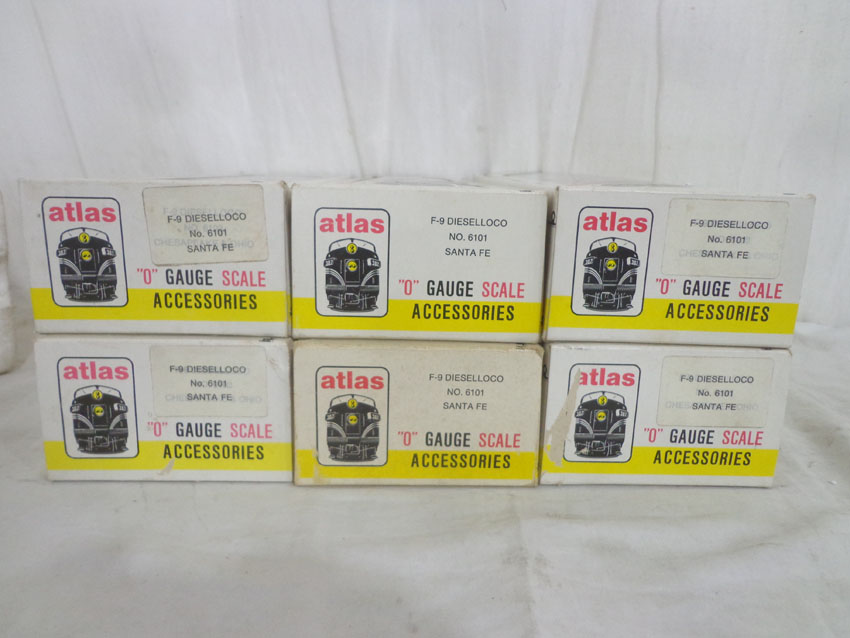 atlas
F-9 DIESELLOCO
No. 6101
CHESAPEAKE & OHIO
SANTA FE
"O" GAUGE SCALE
ACCESSORIES
atlas
F-9 DIESELLOCO
NO. 6101
SANTA FE
"O" GAUGE SCALE
ACCESSORIES
atlas
F-9 DIESELLOCO
No. 6101
SANTA FE
"O" GAUGE SCALE
ACCESSORIES
atlas
F-9 DIESELLOCO
No. 6101
SANTA FE
"O" GAUGE SCALE
ACCESSORIES
atlas
F-9 DIESELLOCO
NO. 6101
SANTA FE
"O" GAUGE SCALE
ACCESSORIES
atlas
F-9 DIESELLOCO
No. 6101
SANTA FE
"O" GAUGE SCALE
ACCESSORIES